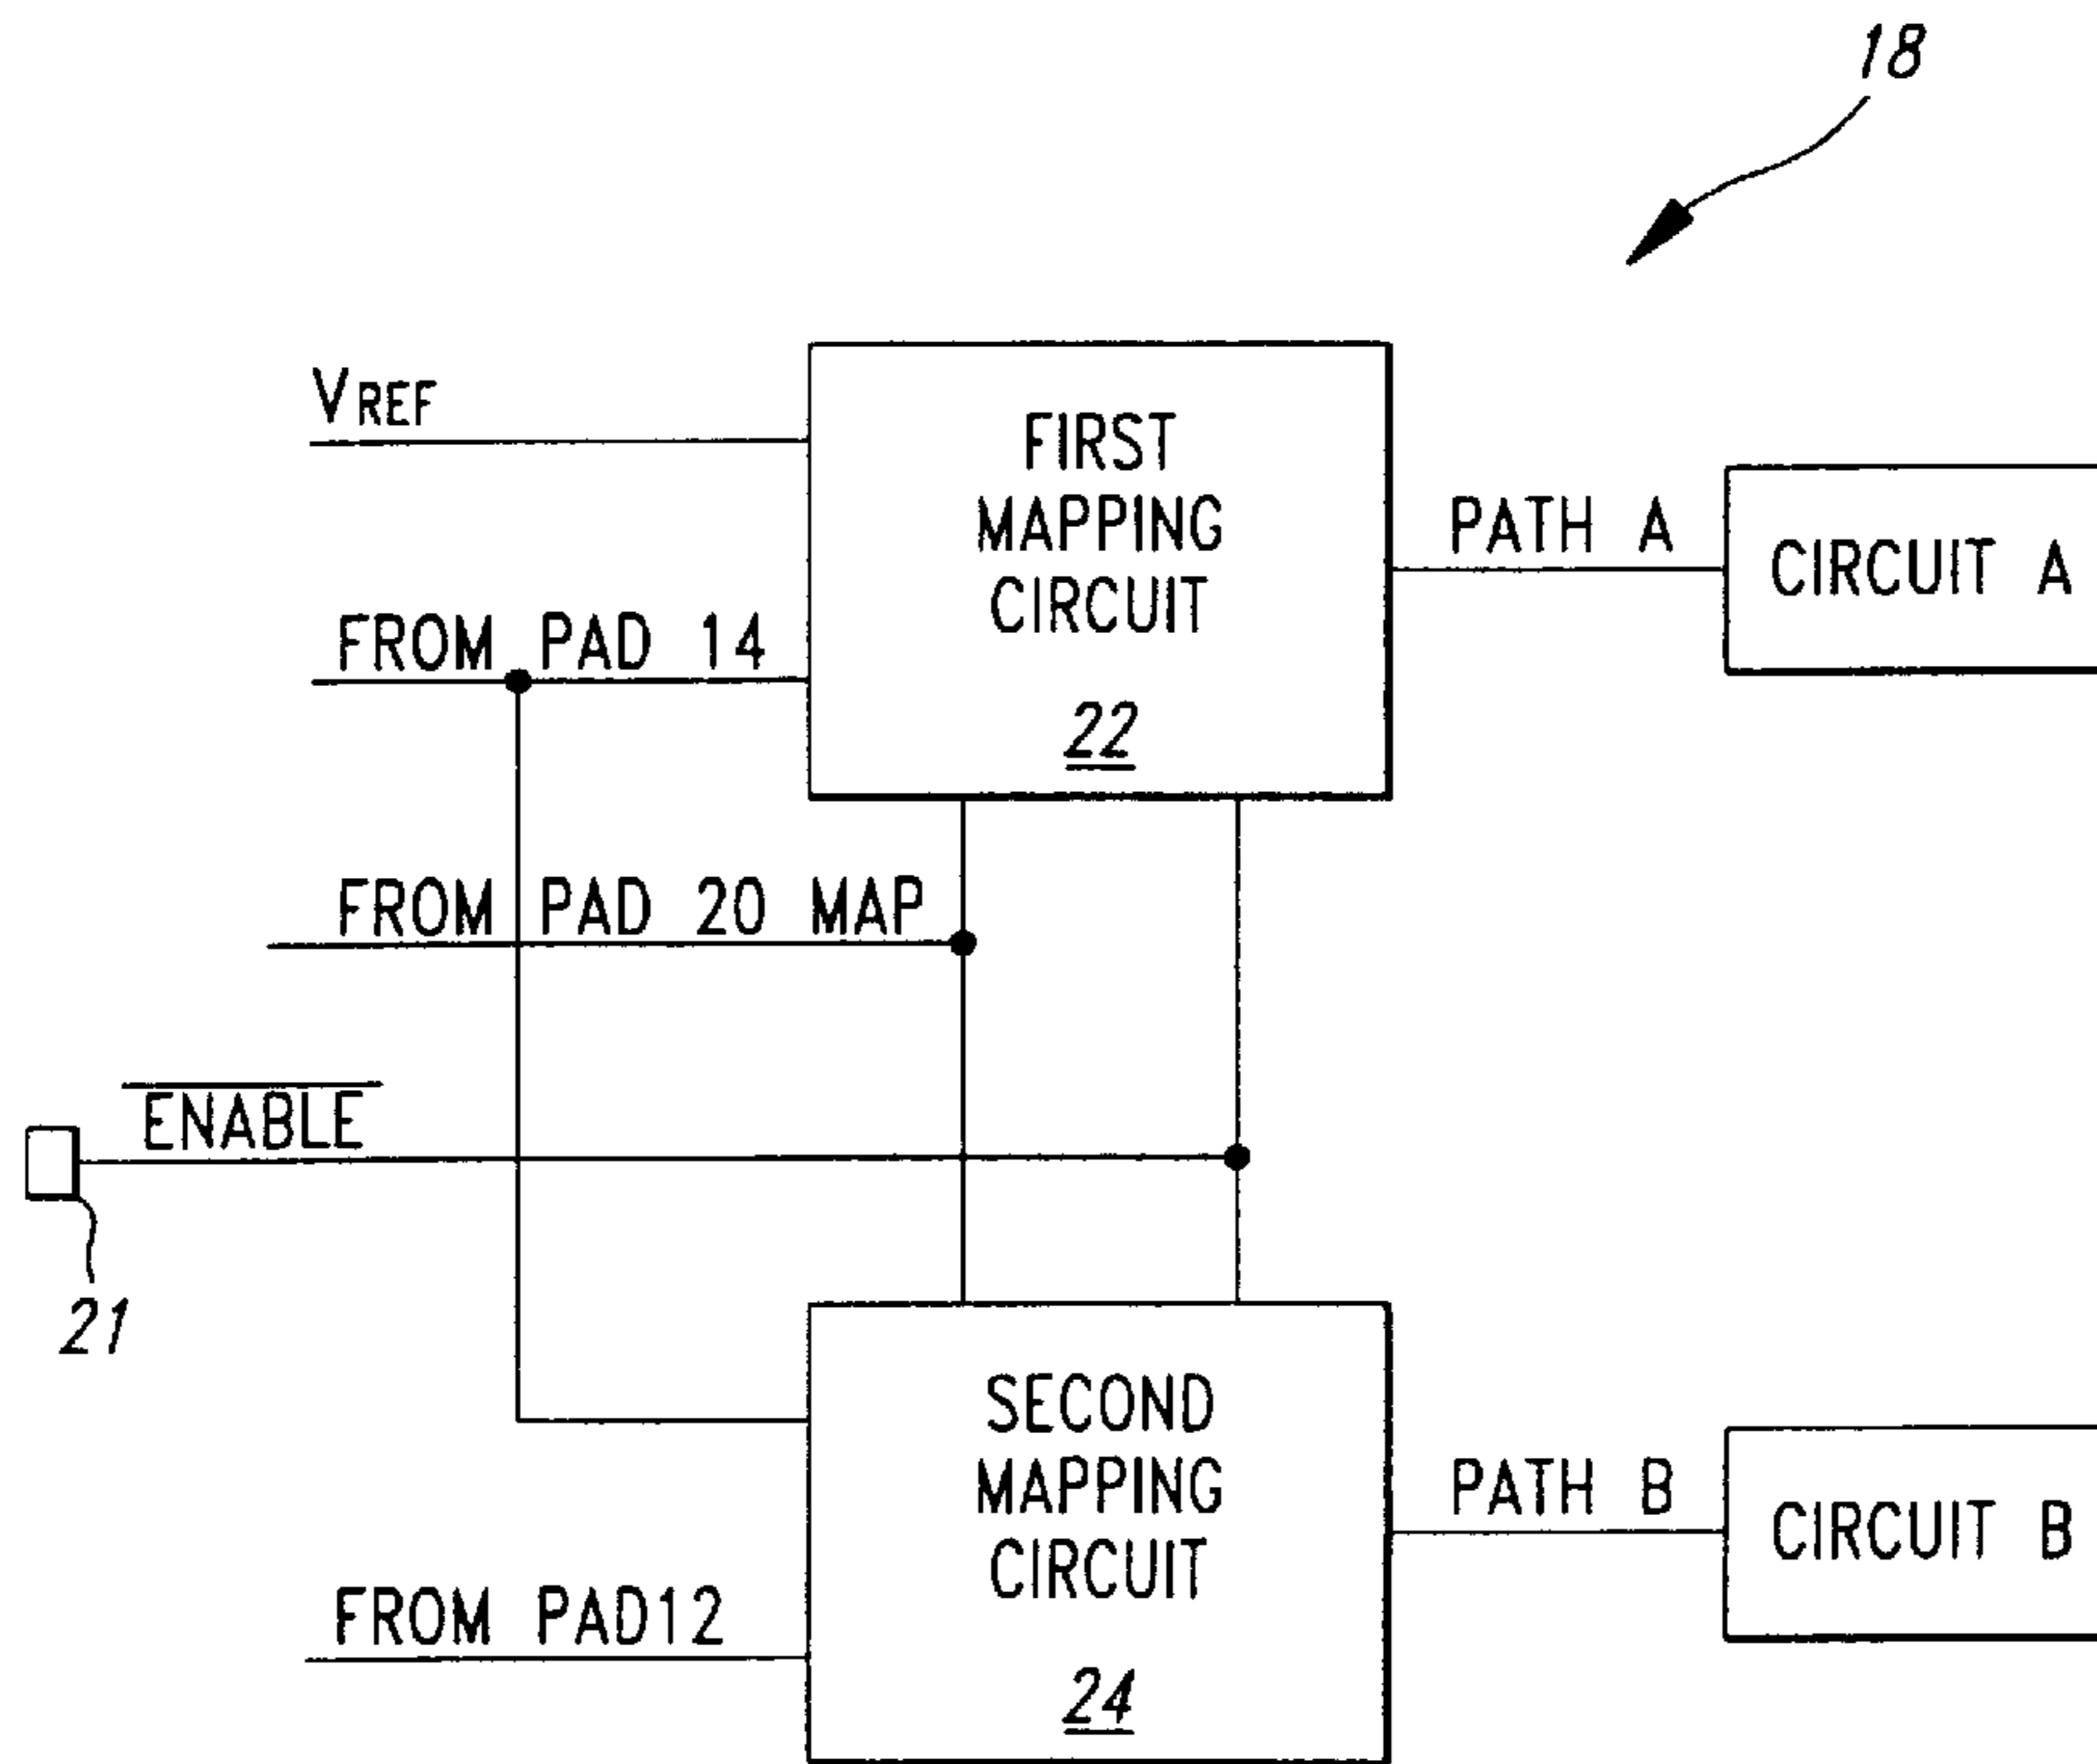 18
VREF
FIRST
MAPPING
CIRCUIT
22
PATH A
CIRCUIT A
FROM PAD 14
FROM PAD 20 MAP
ENABLE
21
SECOND
MAPPING
CIRCUIT
24
PATH B
CIRCUIT B
FROM PAD12